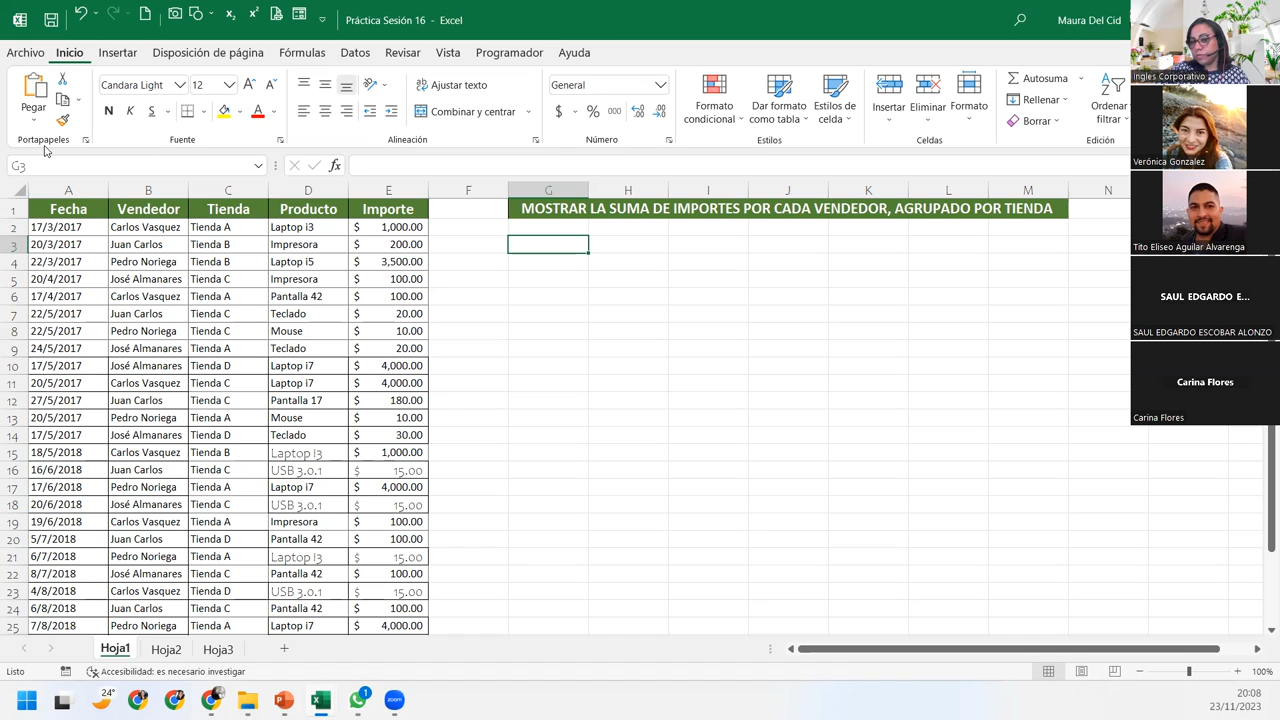 Práctica Sesión 16 - Excel
Maura Del Cid
Archivo Inicio Insertar Disposición de página Fórmulas Datos Revisar Vista Programador Ayuda
Pegar
Portapapeles
Candara Light 12
N K S
Fuente
Ajustar texto
Combinar y centrar
Alineación
General
$ % 000
Número
Formato condicional
Dar formato como tabla
Estilos de celda
Estilos
Insertar Eliminar Formato
Celdas
Autosuma
Rellenar
Borrar
Ordenar filtrar
Edición
G3
fx
A B C D E F G H I J K L M N
1 Fecha Vendedor Tienda Producto Importe MOSTRAR LA SUMA DE IMPORTES POR CADA VENDEDOR, AGRUPADO POR TIENDA
2 17/3/2017 Carlos Vasquez Tienda A Laptop i3 $ 1,000.00
3 20/3/2017 Juan Carlos Tienda B Impresora $ 200.00
4 22/3/2017 Pedro Noriega Tienda B Laptop i5 $ 3,500.00
5 20/4/2017 José Almanares Tienda C Impresora $ 100.00
6 17/4/2017 Carlos Vasquez Tienda A Pantalla 42 $ 100.00
7 22/5/2017 Juan Carlos Tienda C Teclado $ 20.00
8 22/5/2017 Pedro Noriega Tienda C Mouse $ 10.00
9 24/5/2017 José Almanares Tienda A Teclado $ 20.00
10 17/5/2017 José Almanares Tienda D Laptop i7 $ 4,000.00
11 20/5/2017 Carlos Vasquez Tienda C Laptop i7 $ 4,000.00
12 27/5/2017 Juan Carlos Tienda C Pantalla 17 $ 180.00
13 20/5/2017 Pedro Noriega Tienda A Mouse $ 10.00
14 17/5/2017 José Almanares Tienda D Teclado $ 30.00
15 18/5/2017 Carlos Vasquez Tienda B Laptop i3 $ 1,000.00
16 16/6/2018 Juan Carlos Tienda C USB 3.0.1 $ 15.00
17 17/6/2018 Pedro Noriega Tienda A Laptop i7 $ 4,000.00
18 20/6/2018 José Almanares Tienda C USB 3.0.1 $ 15.00
19 19/6/2018 Carlos Vasquez Tienda A Impresora $ 100.00
20 5/7/2018 Juan Carlos Tienda D Pantalla 42 $ 100.00
21 6/7/2018 Pedro Noriega Tienda A Laptop i3 $ 15.00
22 8/7/2018 José Almanares Tienda C Pantalla 42 $ 100.00
23 4/8/2018 Carlos Vasquez Tienda D USB 3.0.1 $ 15.00
24 6/8/2018 Juan Carlos Tienda C Pantalla 42 $ 100.00
25 7/8/2018 Pedro Noriega Tienda A Laptop i7 $ 4,000.00
Hoja1 Hoja2 Hoja3
Listo
Accesibilidad: es necesario investigar
100%
24°
1
zoom
20:08
23/11/2023
Ingles Corporativo
Verónica Gonzalez
Tito Eliseo Aguilar Alvarenga
SAUL EDGARDO E...
SAUL EDGARDO ESCOBAR ALONZO
Carina Flores
Carina Flores